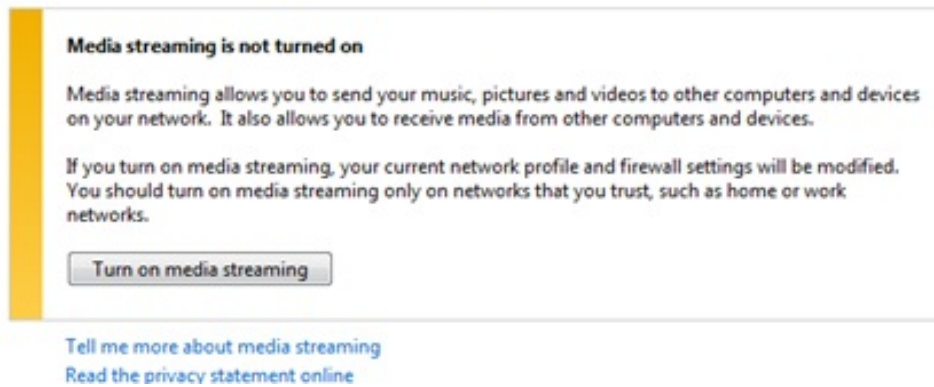 Media streaming is not turned on
Media streaming allows you to send your music, pictures and videos to other computers and devices
on your network. It also allows you to receive media from other computers and devices.
If you turn on media streaming, your current network profile and firewall settings will be modified.
You should turn on media streaming only on networks that you trust, such as home or work
networks.
Turn on media streaming
Tell me more about media streaming
Read the privacy statement online